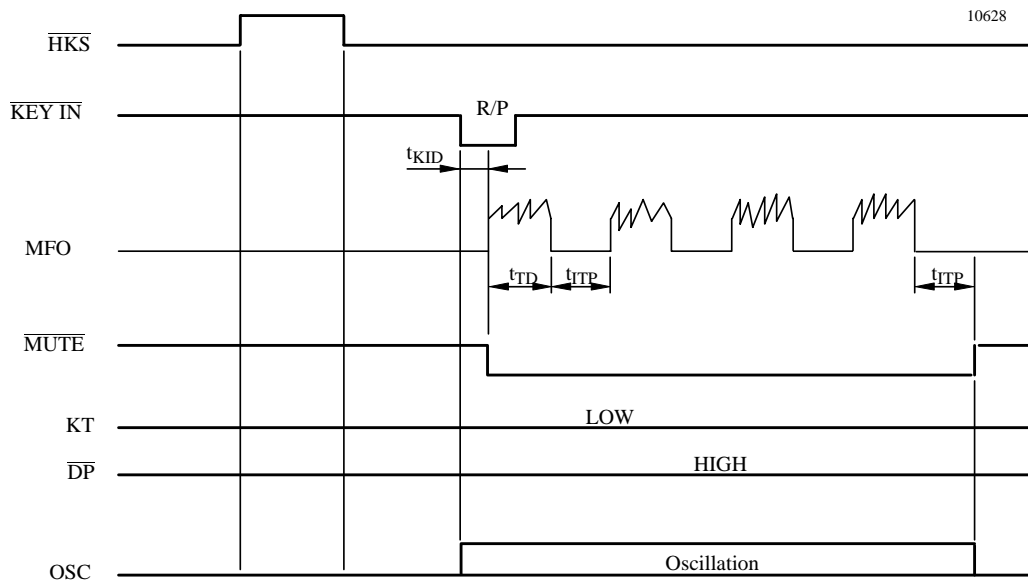 10628
HKS
KEY IN
R/P
tKID
MFO
tTD
tITP
tITP
MUTE
KT
LOW
DP
HIGH
OSC
Oscillation